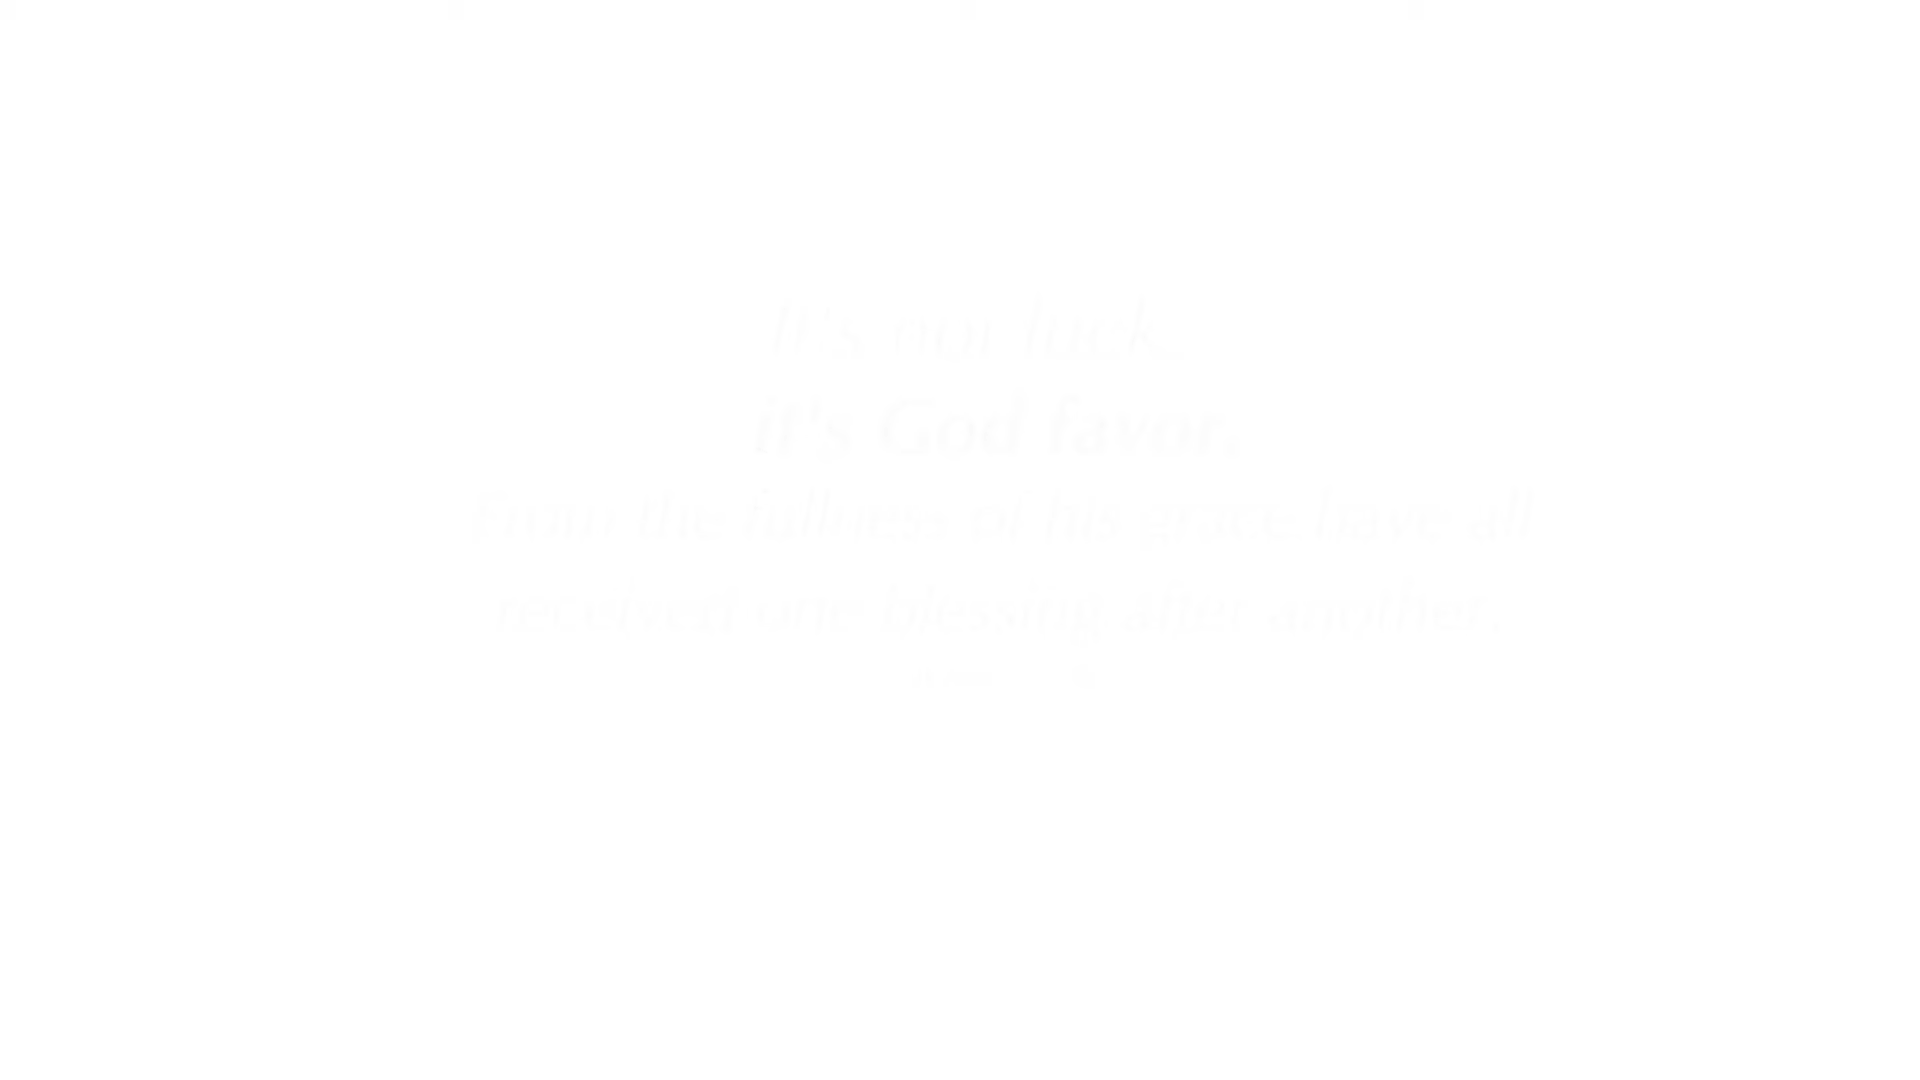 It's not luck.
it's God favor.
From the fullness of his grace have all
received one blessing after another.